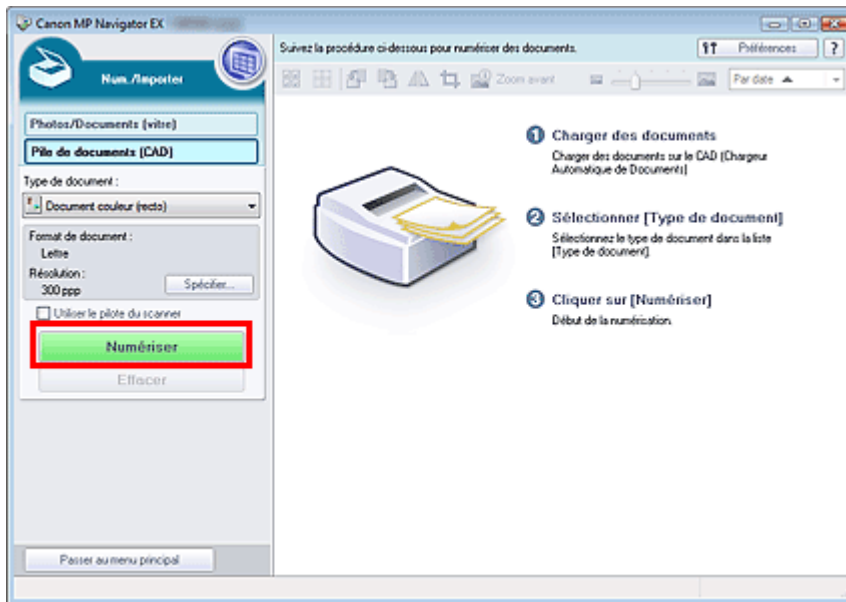 Canon MP Navigator EX
Num./Importer
Photos/Documents (vitre)
Pile de documents (CAD)
Type de document :
Document couleur (recto)
Format de document :
Lettre
Résolution :
300 ppp
Spécifier...
Utiliser le pilote du scanner
Numériser
Effacer
Passer au menu principal
Suivez la procédure ci-dessous pour numériser des documents.
Préférences
?
Zoom avant
Par date
1 Charger des documents
Charger des documents sur le CAD (Chargeur
Automatique de Documents)
2 Sélectionner [Type de document]
Sélectionnez le type de document dans la liste
[Type de document].
3 Cliquer sur [Numériser]
Début de la numérisation.